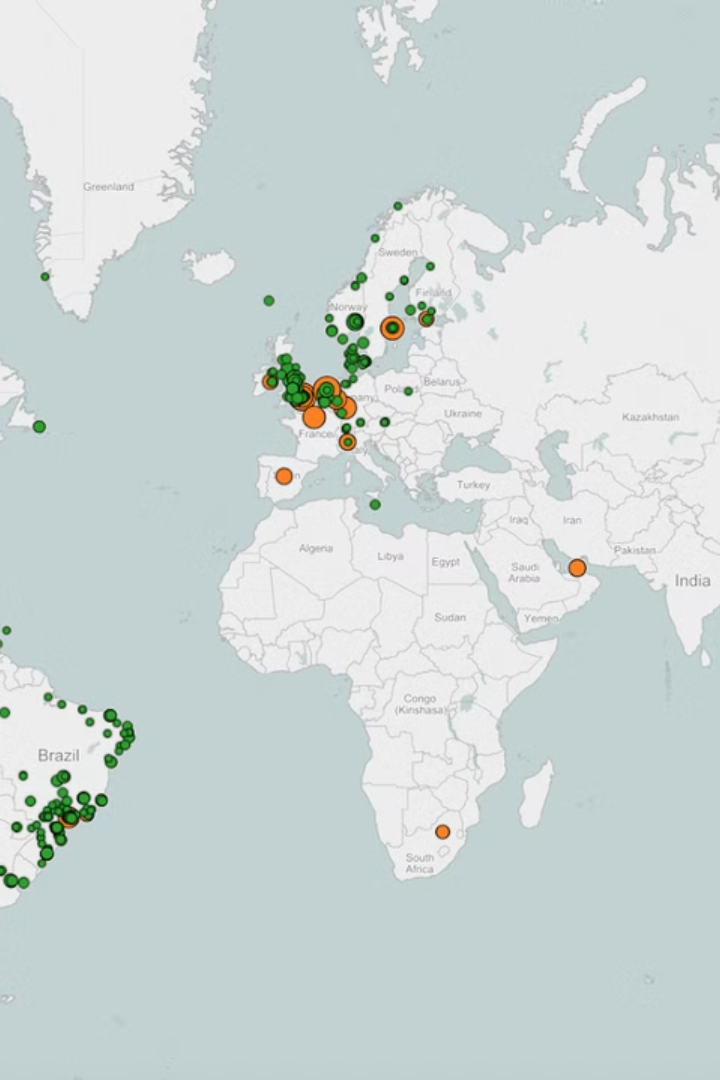 Greenland
Sweden
Finland
Norway
Belarus
Ukraine
Kazakhstan
France
Turkey
Iraq
Iran
Pakistan
Algeria
Libya
Egypt
Saudi
Arabia
India
Yemen
Sudan
Congo
(Kinshasa)
Brazil
South
Africa